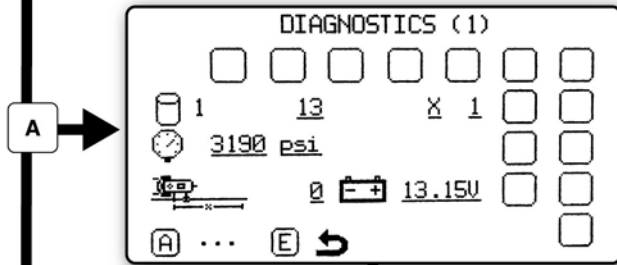 DIAGNOSTICS (1)
A
1 13 X 1
3190 psi
x
0 - + 13.15V
A ... E